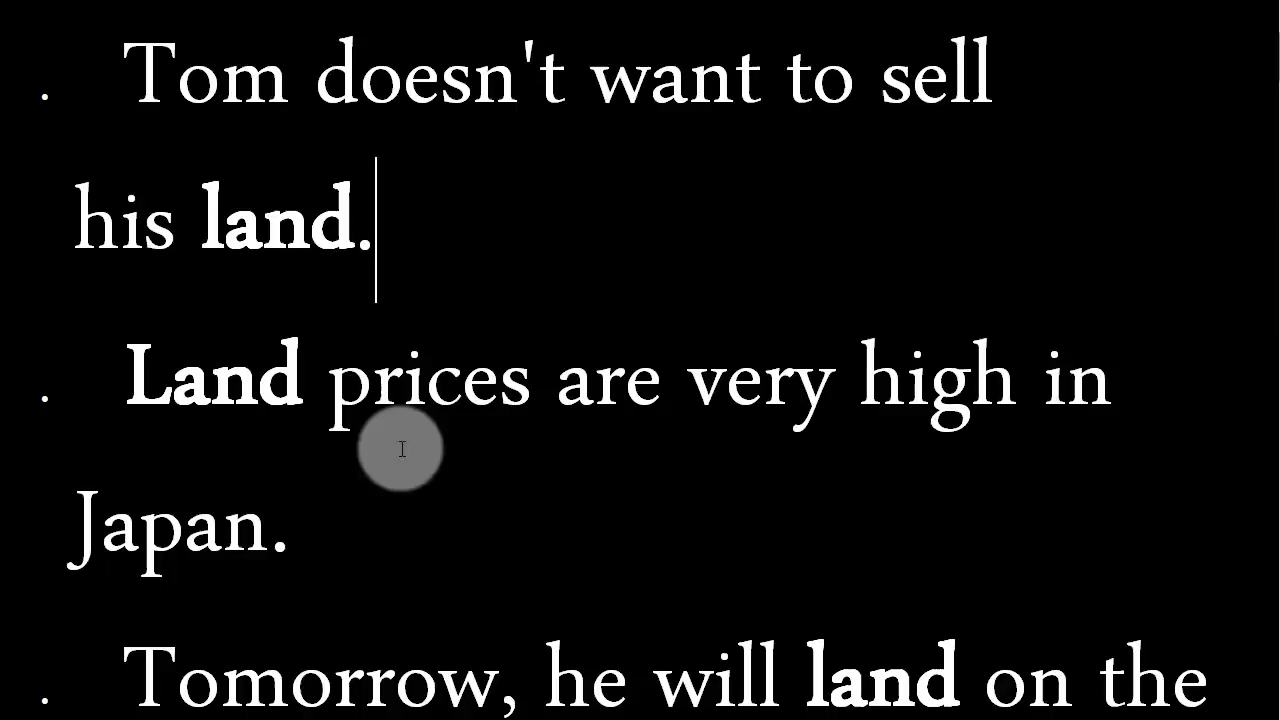 . Tom doesn't want to sell
his land.
. Land prices are very high in
Japan.
. Tomorrow, he will land on the